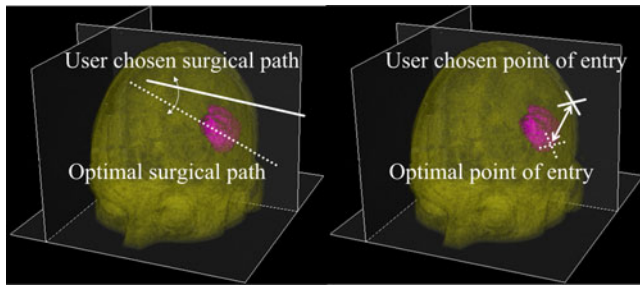 User chosen surgical path
Optimal surgical path
User chosen point of entry
Optimal point of entry